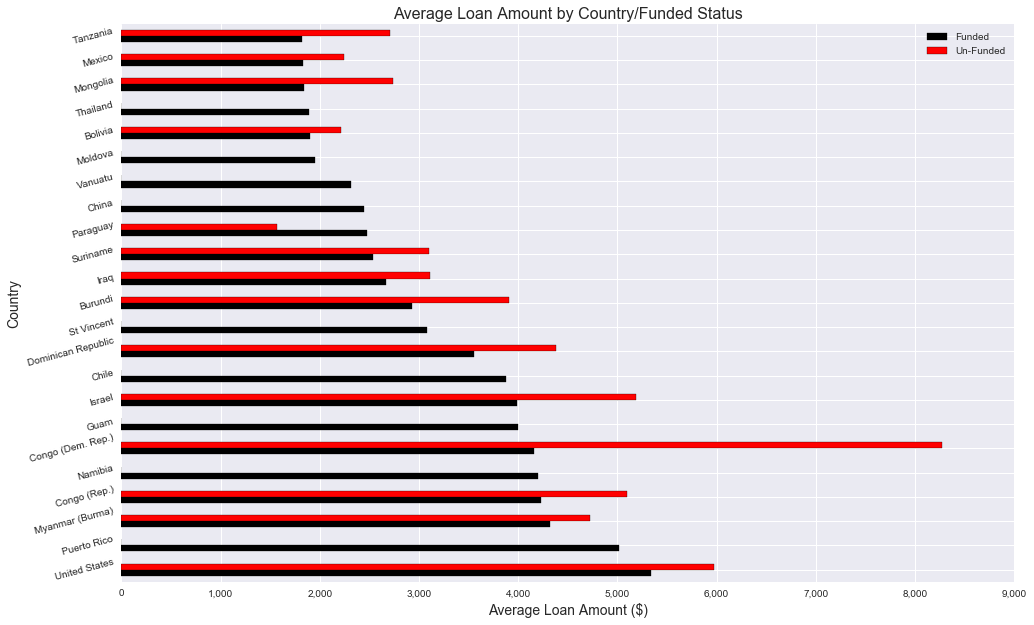 Average Loan Amount by Country/Funded Status
Funded
Un-Funded
Country
Tanzania
Mexico
Mongolia
Thailand
Bolivia
Moldova
Vanuatu
China
Paraguay
Suriname
Iraq
Burundi
St Vincent
Dominican Republic
Chile
Israel
Guam
Congo (Dem. Rep.)
Namibia
Congo (Rep.)
Myanmar (Burma)
Puerto Rico
United States
0 1,000 2,000 3,000 4,000 5,000 6,000 7,000 8,000 9,000
Average Loan Amount ($)